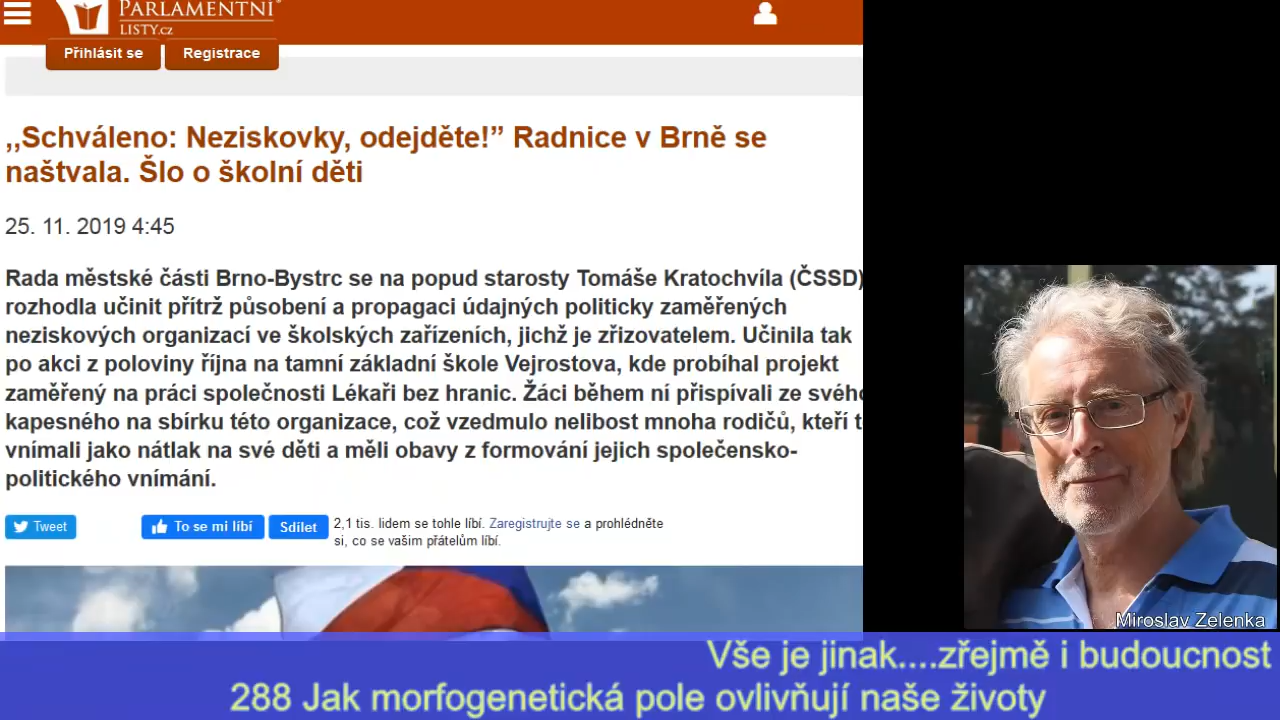 PARLAMENTNÍ
LISTY.cz
Přihlásit se
Registrace
,,Schváleno: Neziskovky, odejděte!” Radnice v Brně se
naštvala. Šlo o školní děti
25. 11. 2019 4:45
Rada městské části Brno-Bystrc se na popud starosty Tomáše Kratochvíla (ČSSD)
rozhodla učinit přítrž působení a propagaci údajných politicky zaměřených
neziskových organizací ve školských zařízeních, jichž je zřizovatelem. Učinila tak
po akci z poloviny října na tamní základní škole Vejrostova, kde probíhal projekt
zaměřený na práci společnosti Lékaři bez hranic. Žáci během ní přispívali ze svého
kapesného na sbírku této organizace, což vzedmulo nelibost mnoha rodičů, kteří t
vnímali jako nátlak na své děti a měli obavy z formování jejich společensko-
politického vnímání.
Tweet
To se mi líbí
Sdílet
2,1 tis. lidem se tohle líbí. Zaregistrujte se a prohlédněte
si, co se vašim přátelům líbí.
Miroslav Zelenka
Vše je jinak....zřejmě i budoucnost
288 Jak morfogenetická pole ovlivňují naše životy